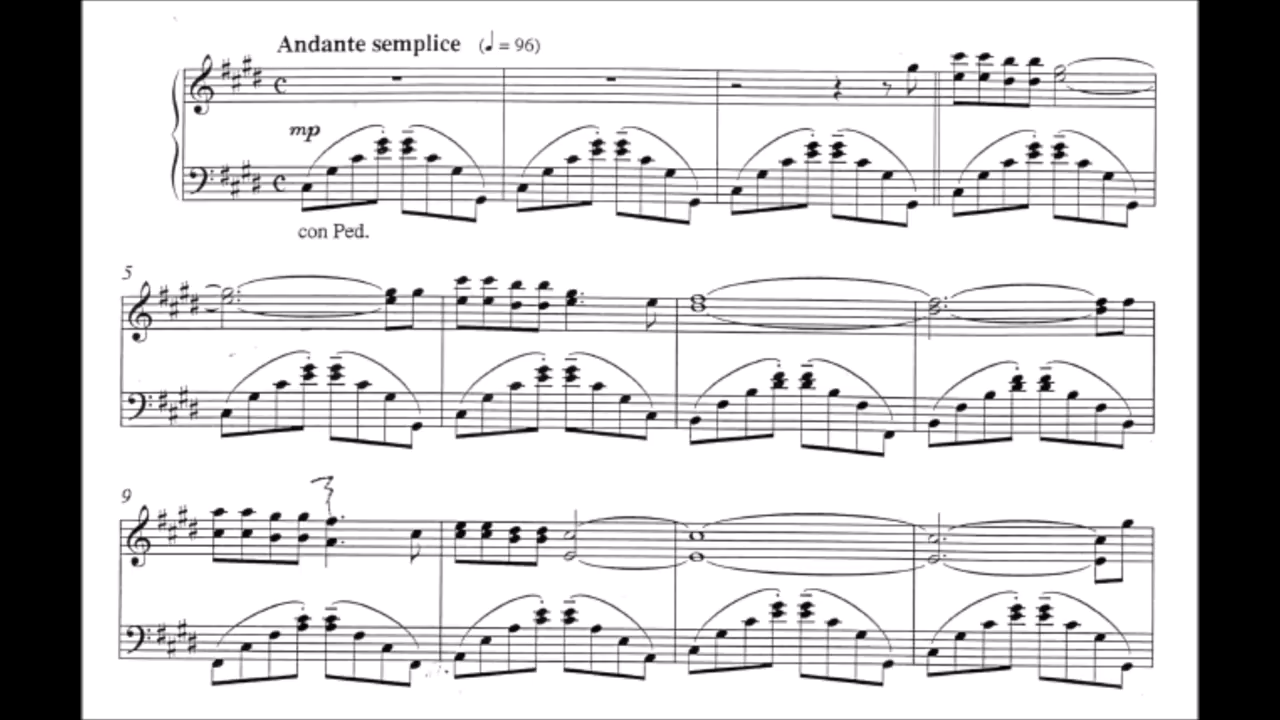 Andante semplice (♩ = 96)
mp
con Ped.
5
9